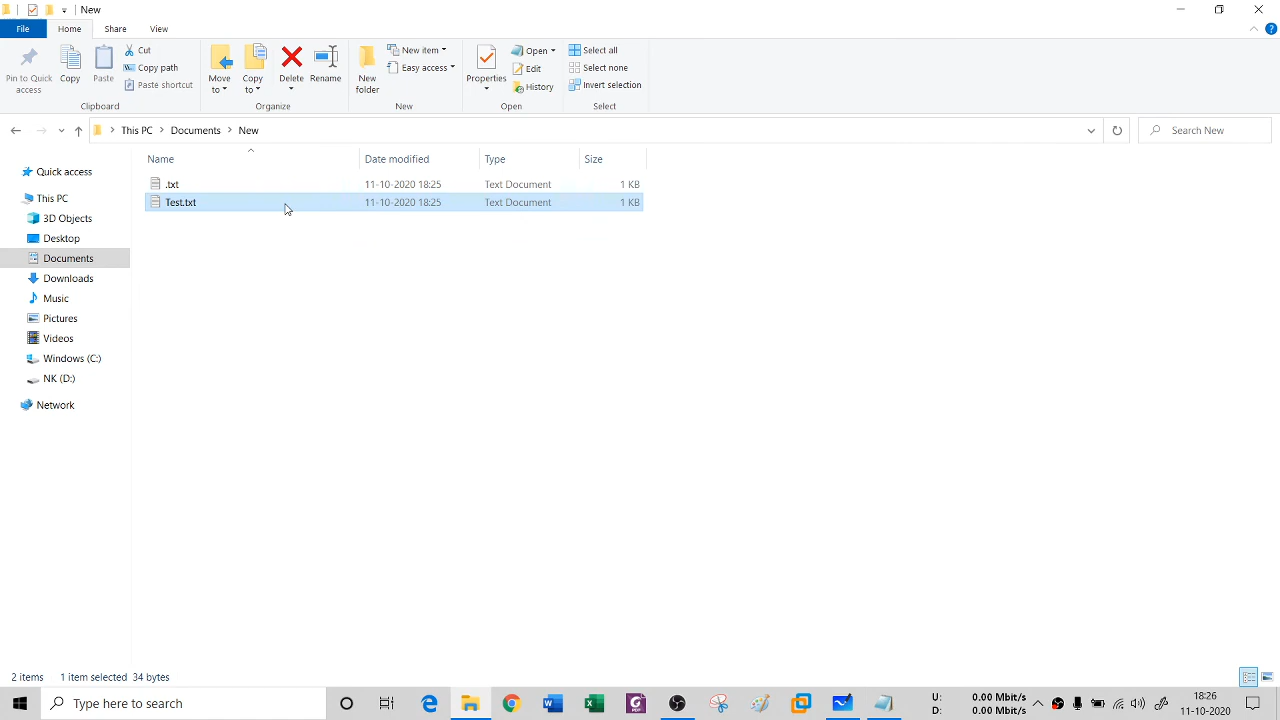 New
File Home Share View
Pin to Quick access
Copy
Paste
Cut
Copy path
Paste shortcut
Clipboard
Move to
Copy to
Delete
Rename
Organize
New folder
New item
Easy access
New
Properties
Open
Edit
History
Open
Select all
Select none
Invert selection
Select
This PC > Documents > New
Search New
Name Date modified Type Size
.txt 11-10-2020 18:25 Text Document 1 KB
Test.txt 11-10-2020 18:25 Text Document 1 KB
Quick access
This PC
3D Objects
Desktop
Documents
Downloads
Music
Pictures
Videos
Windows (C:)
NK (D:)
Network
2 items 1 item selected 34 bytes
Type here to search
U: 0.00 Mbit/s
D: 0.00 Mbit/s
18:26
11-10-2020